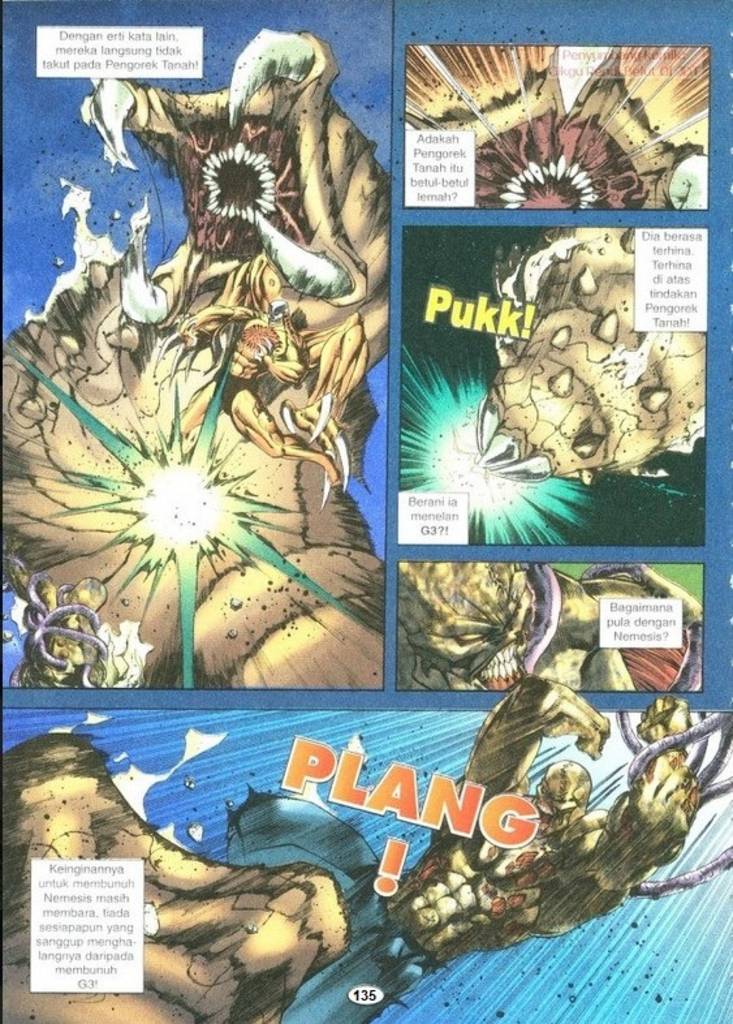 Dengan erti kata lain,
mereka langsung tidak
takut pada Pengorek Tanah!
Adakah
Pengorek
Tanah itu
betul-betul
lemah?
Pukk!
Dia berasa
terhina.
Terhina
di atas
tindakan
Pengorek
Tanah!
Berani ia
menelan
G3?!
Bagaimana
pula dengan
Nemesis?
PLANG
!
Keinginannya
untuk membunuh
Nemesis masih
membara, tiada
sesiapapun yang
sanggup mengha-
langnya daripada
membunuh
G3!
135